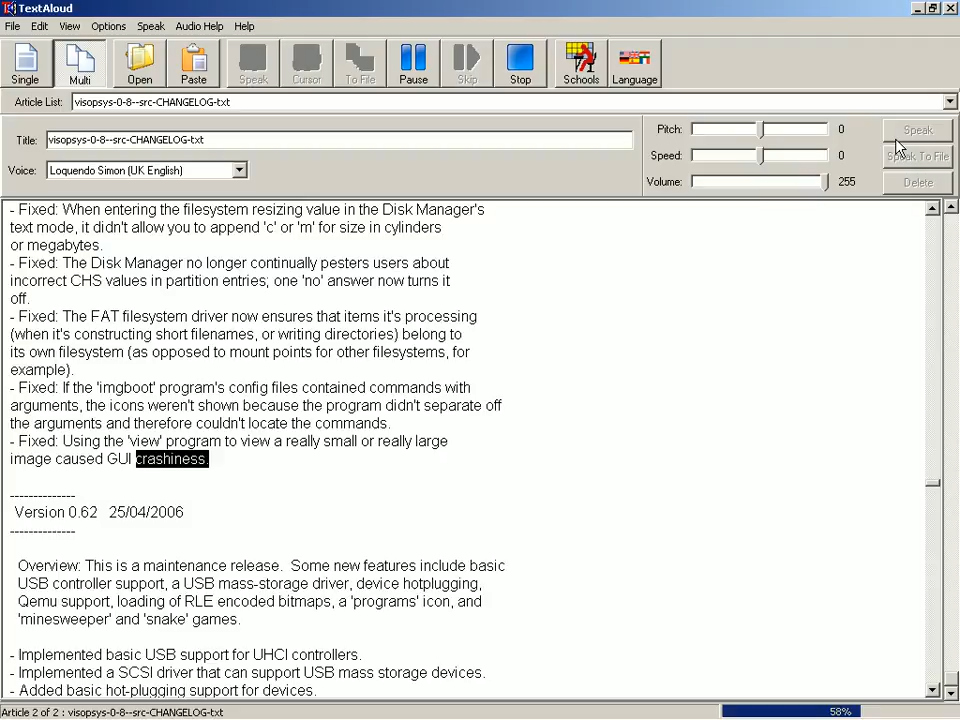 TextAloud
File Edit View Options Speak Audio Help Help
Single Multi Open Paste Speak Cursor To File Pause Skip Stop Schools Language
Article List: visopsys-0-8--src-CHANGELOG-txt
Title: visopsys-0-8--src-CHANGELOG-txt
Voice: Loquendo Simon (UK English)
Pitch: 0 Speak
Speed: 0 Speak To File
Volume: 255 Delete
- Fixed: When entering the filesystem resizing value in the Disk Manager's
text mode, it didn't allow you to append 'c' or 'm' for size in cylinders
or megabytes.
- Fixed: The Disk Manager no longer continually pesters users about
incorrect CHS values in partition entries; one 'no' answer now turns it
off.
- Fixed: The FAT filesystem driver now ensures that items it's processing
(when it's constructing short filenames, or writing directories) belong to
its own filesystem (as opposed to mount points for other filesystems, for
example).
- Fixed: If the 'imgboot' program's config files contained commands with
arguments, the icons weren't shown because the program didn't separate off
the arguments and therefore couldn't locate the commands.
- Fixed: Using the 'view' program to view a really small or really large
image caused GUI crashiness.
--------------
Version 0.62 25/04/2006
--------------
Overview: This is a maintenance release. Some new features include basic
USB controller support, a USB mass-storage driver, device hotplugging,
Qemu support, loading of RLE encoded bitmaps, a 'programs' icon, and
'minesweeper' and 'snake' games.
- Implemented basic USB support for UHCI controllers.
- Implemented a SCSI driver that can support USB mass storage devices.
- Added basic hot-plugging support for devices.
Article 2 of 2 : visopsys-0-8--src-CHANGELOG-txt 58%